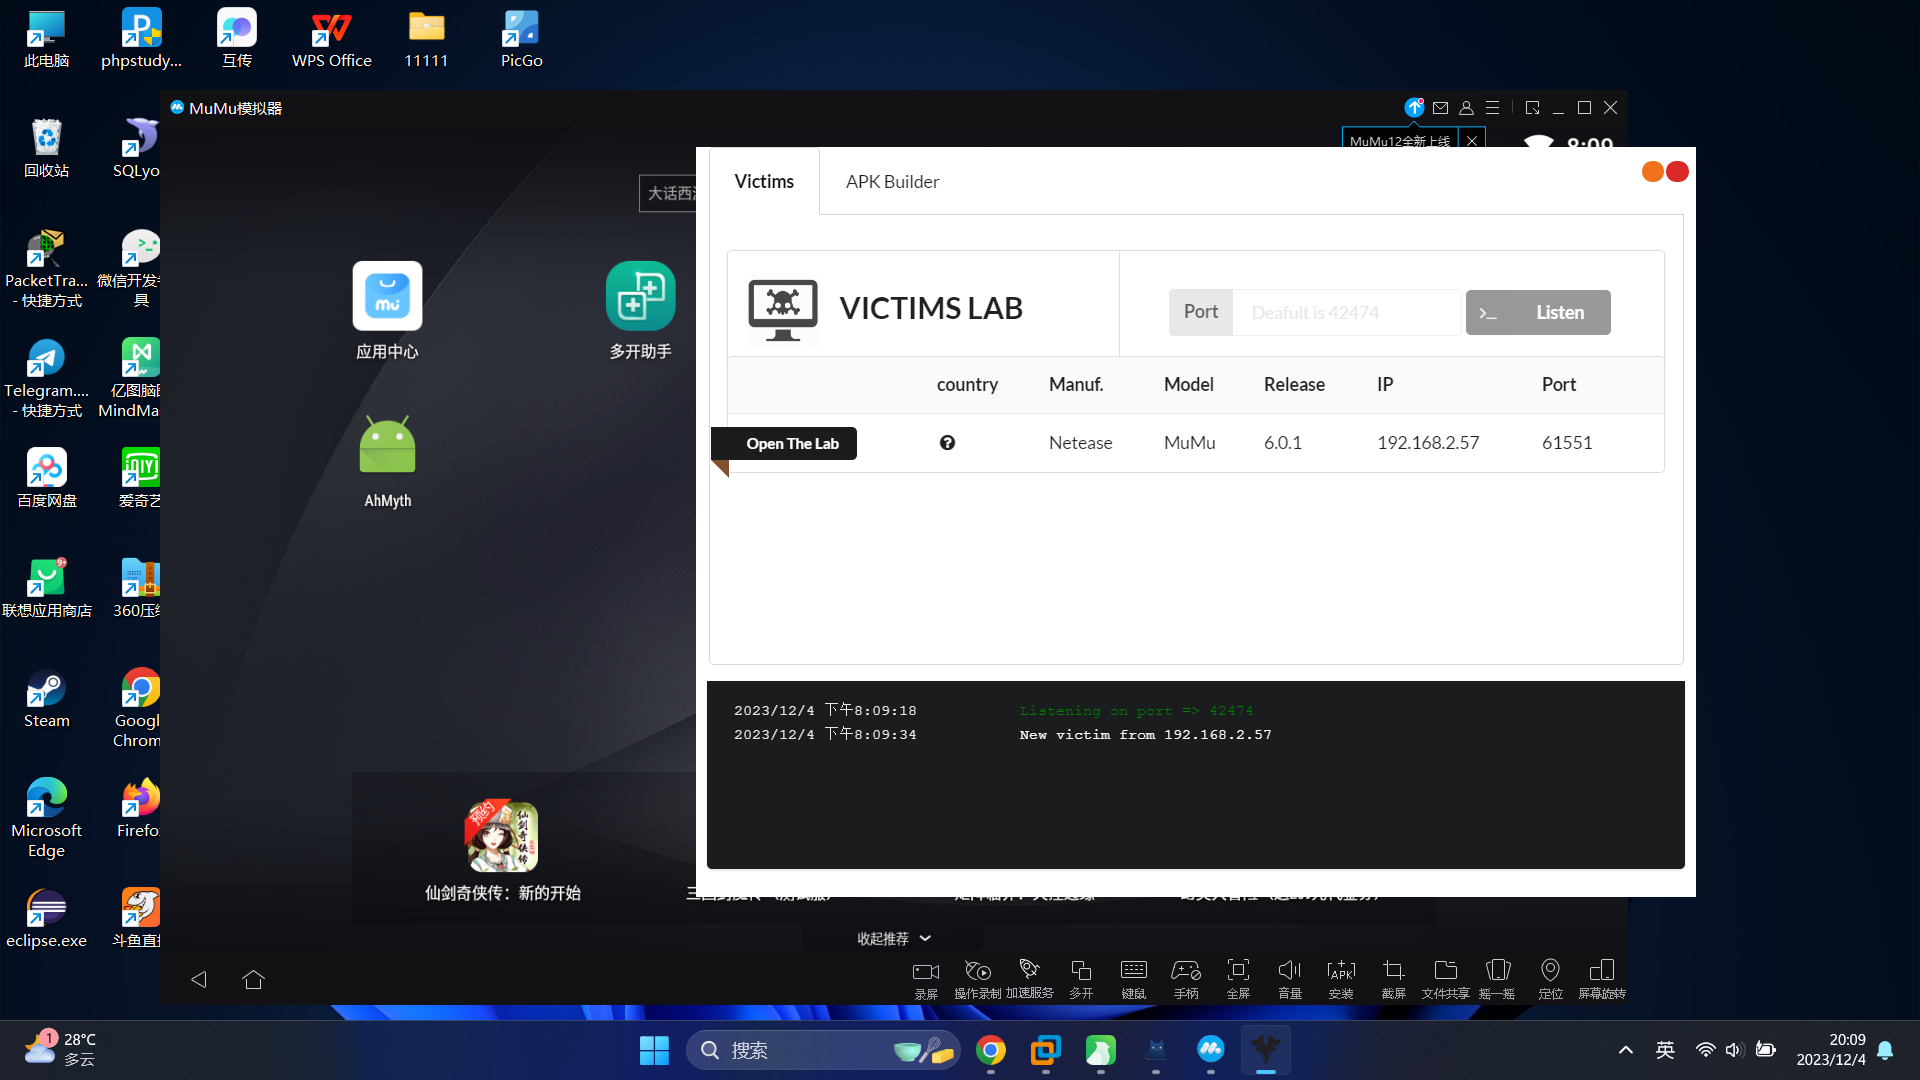 此电脑
phpstudy...
互传
WPS Office
11111
PicGo
回收站
SQLyo
PacketTra...
- 快捷方式
微信开发
具
Telegram....
- 快捷方式
亿图脑图
MindMa
百度网盘
爱奇艺
联想应用商店
9+
360压缩
Steam
Googl
Chrom
Microsoft
Edge
Firefo
eclipse.exe
斗鱼直播
MuMu模拟器
MuMu12全新上线
8:09
大话西
应用中心
多开助手
AhMyth
预约
仙剑奇侠传：新的开始
收起推荐
录屏
操作录制
加速服务
多开
键鼠
手柄
全屏
音量
APK
安装
截屏
文件共享
摇一摇
定位
屏幕旋转
Victims
APK Builder
VICTIMS LAB
Port
Deafult is 42474
>_ Listen
country Manuf. Model Release IP Port
Open The Lab
Netease MuMu 6.0.1 192.168.2.57 61551
2023/12/4 下午8:09:18 Listening on port => 42474
2023/12/4 下午8:09:34 New victim from 192.168.2.57
1
28°C
多云
搜索
英
20:09
2023/12/4